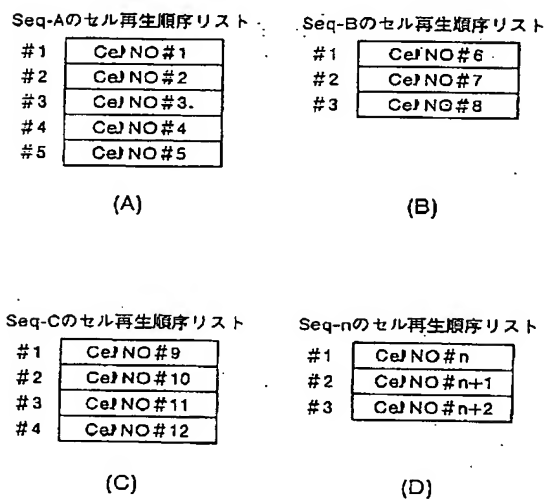 Seq-Aのセル再生順序リスト
#1 Cell NO#1
#2 Cell NO#2
#3 Cell NO#3
#4 Cell NO#4
#5 Cell NO#5
(A)
Seq-Bのセル再生順序リスト
#1 Cell NO#6
#2 Cell NO#7
#3 Cell NO#8
(B)
Seq-Cのセル再生順序リスト
#1 Cell NO#9
#2 Cell NO#10
#3 Cell NO#11
#4 Cell NO#12
(C)
Seq-nのセル再生順序リスト
#1 Cell NO#n
#2 Cell NO#n+1
#3 Cell NO#n+2
(D)